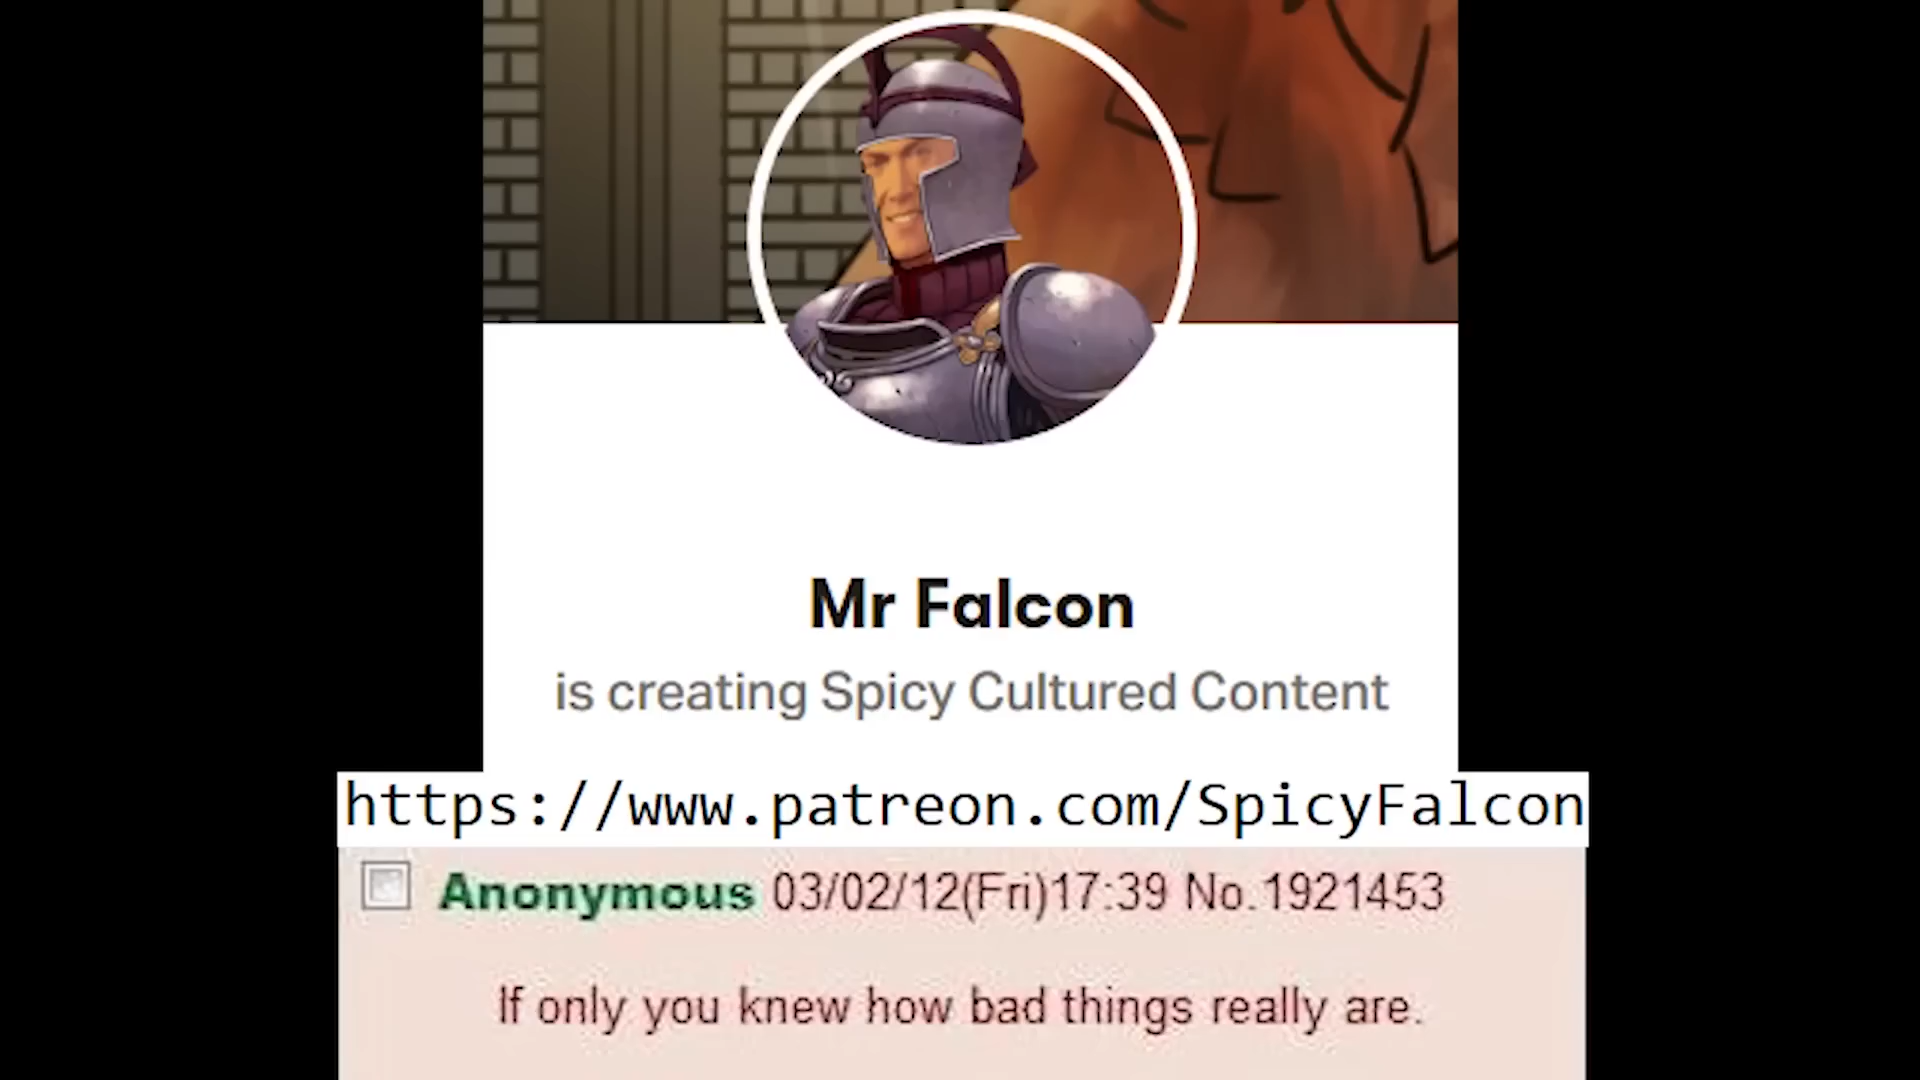 Mr Falcon
is creating Spicy Cultured Content
https://www.patreon.com/SpicyFalcon
Anonymous 03/02/12(Fri)17:39 No.1921453
If only you knew how bad things really are.